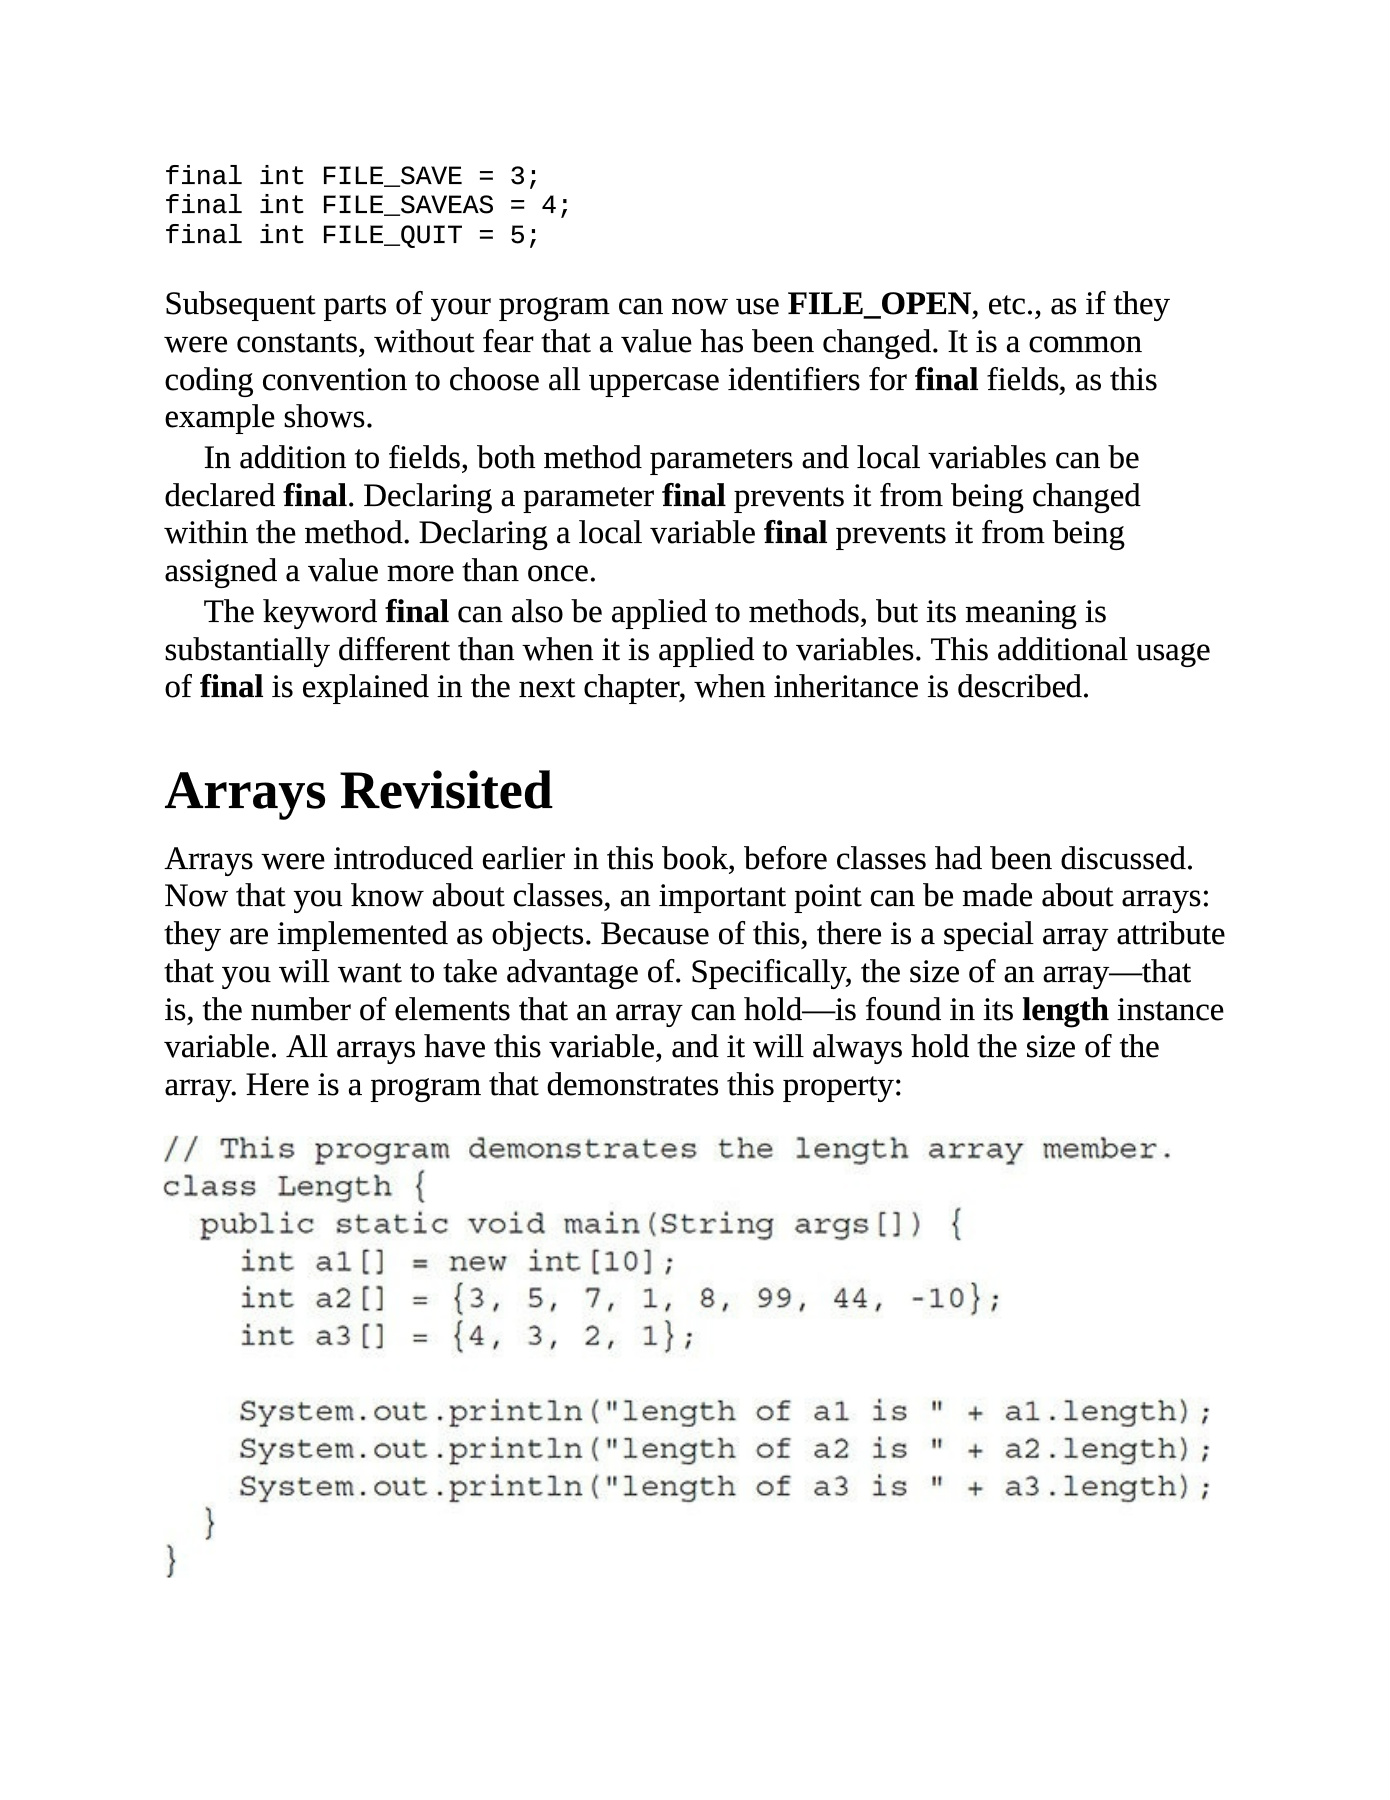 final int FILE_SAVE = 3;
final int FILE_SAVEAS = 4;
final int FILE_QUIT = 5;
Subsequent parts of your program can now use FILE_OPEN, etc., as if they
were constants, without fear that a value has been changed. It is a common
coding convention to choose all uppercase identifiers for final fields, as this
example shows.
In addition to fields, both method parameters and local variables can be
declared final. Declaring a parameter final prevents it from being changed
within the method. Declaring a local variable final prevents it from being
assigned a value more than once.
The keyword final can also be applied to methods, but its meaning is
substantially different than when it is applied to variables. This additional usage
of final is explained in the next chapter, when inheritance is described.
Arrays Revisited
Arrays were introduced earlier in this book, before classes had been discussed.
Now that you know about classes, an important point can be made about arrays:
they are implemented as objects. Because of this, there is a special array attribute
that you will want to take advantage of. Specifically, the size of an array—that
is, the number of elements that an array can hold—is found in its length instance
variable. All arrays have this variable, and it will always hold the size of the
array. Here is a program that demonstrates this property:
// This program demonstrates the length array member.
class Length {
  public static void main(String args[]) {
    int a1[] = new int[10];
    int a2[] = {3, 5, 7, 1, 8, 99, 44, -10};
    int a3[] = {4, 3, 2, 1};
    System.out.println("length of a1 is " + a1.length);
    System.out.println("length of a2 is " + a2.length);
    System.out.println("length of a3 is " + a3.length);
  }
}